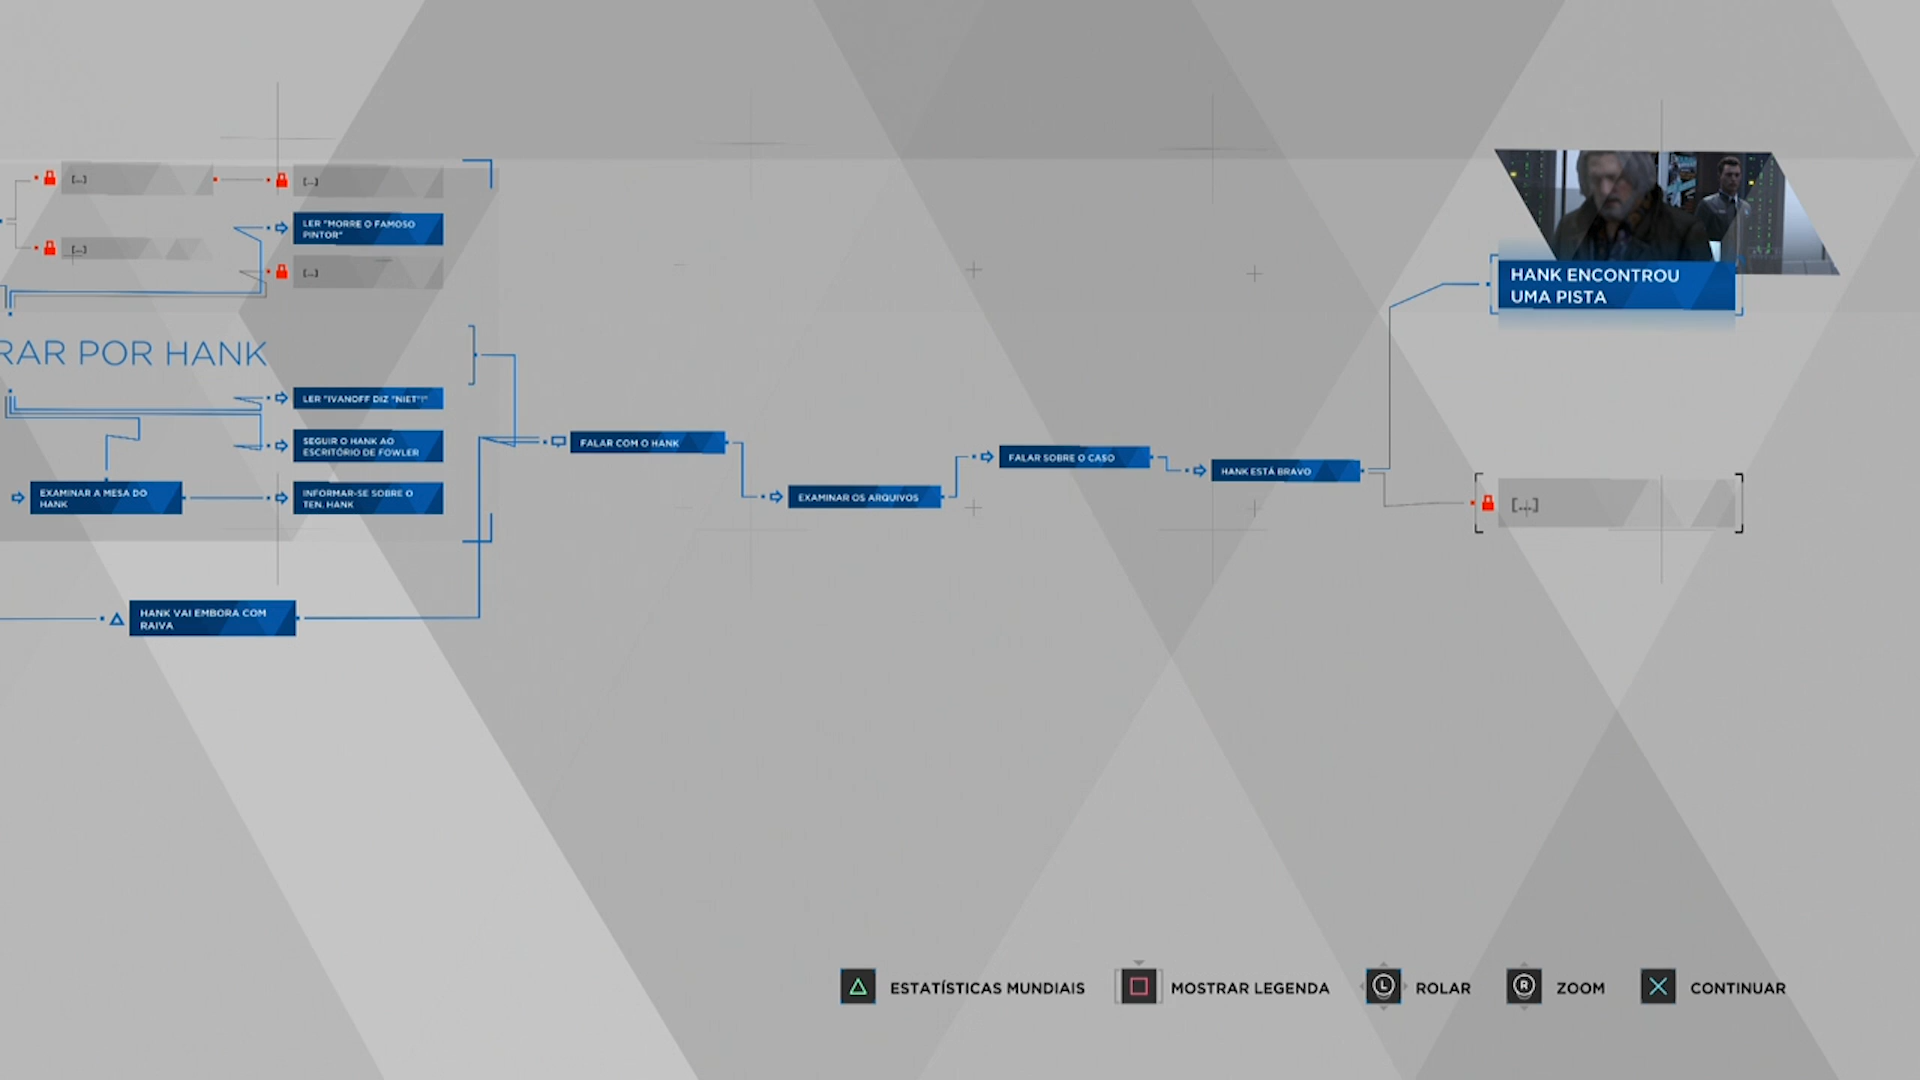 [...]
[...]
LER "MORRE O FAMOSO
PINTOR"
[...]
[...]
RAR POR HANK
LER "IVANOFF DIZ "NIET"!"
SEGUIR O HANK AO
ESCRITÓRIO DE FOWLER
EXAMINAR A MESA DO
HANK
INFORMAR-SE SOBRE O
TEN. HANK
HANK VAI EMBORA COM
RAIVA
FALAR COM O HANK
EXAMINAR OS ARQUIVOS
FALAR SOBRE O CASO
HANK ESTÁ BRAVO
HANK ENCONTROU
UMA PISTA
[...]
ESTATÍSTICAS MUNDIAIS
MOSTRAR LEGENDA
L ROLAR
R ZOOM
CONTINUAR